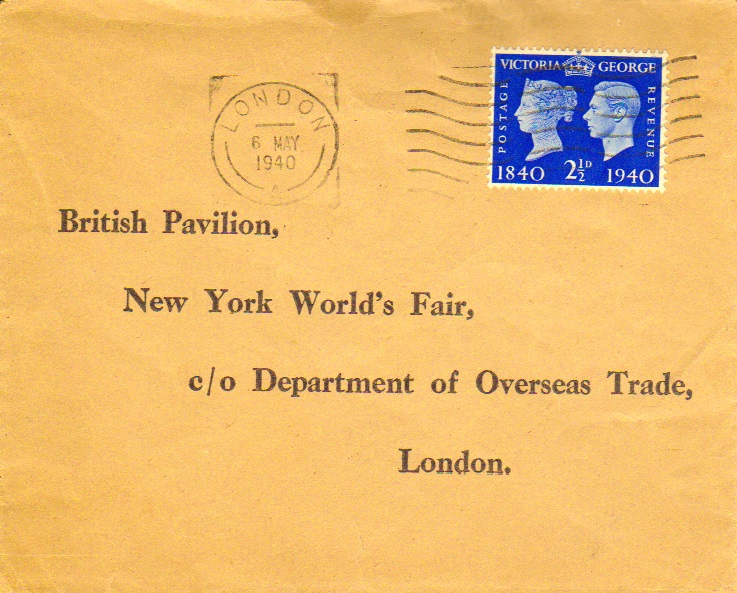 VICTORIA GEORGE
POSTAGE
REVENUE
1840 2½D 1940
LONDON
6 MAY
1940
A
British Pavilion,
New York World's Fair,
c/o Department of Overseas Trade,
London.